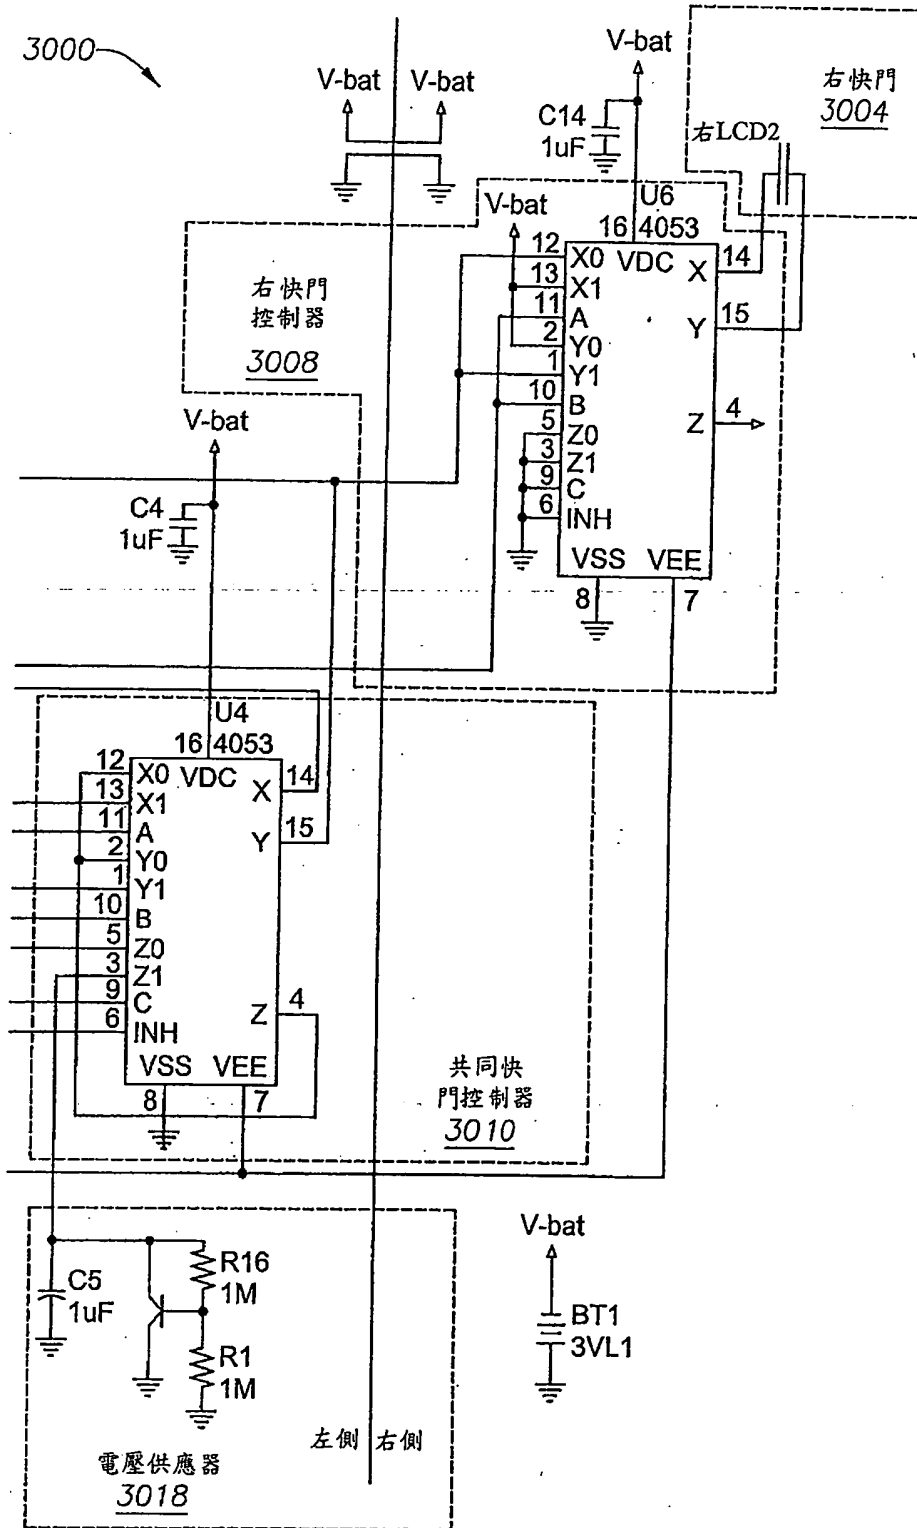 3000
V-bat V-bat
V-bat
C14
1uF
右快門
3004
右LCD2
U6
16 4053
V-bat
右快門
控制器
3008
12 X0 VDC X 14
13 X1
11 A Y 15
2 Y0
1 Y1
10 B
5 Z0 Z 4
3 Z1
9 C
6 INH
VSS VEE
8 7
V-bat
C4
1uF
U4
16 4053
12 X0 VDC X 14
13 X1
11 A Y 15
2 Y0
1 Y1
10 B
5 Z0
3 Z1
9 C Z 4
6 INH
VSS VEE
8 7
共同快
門控制器
3010
C5
1uF
R16
1M
R1
1M
V-bat
BT1
3VL1
左側 右側
電壓供應器
3018